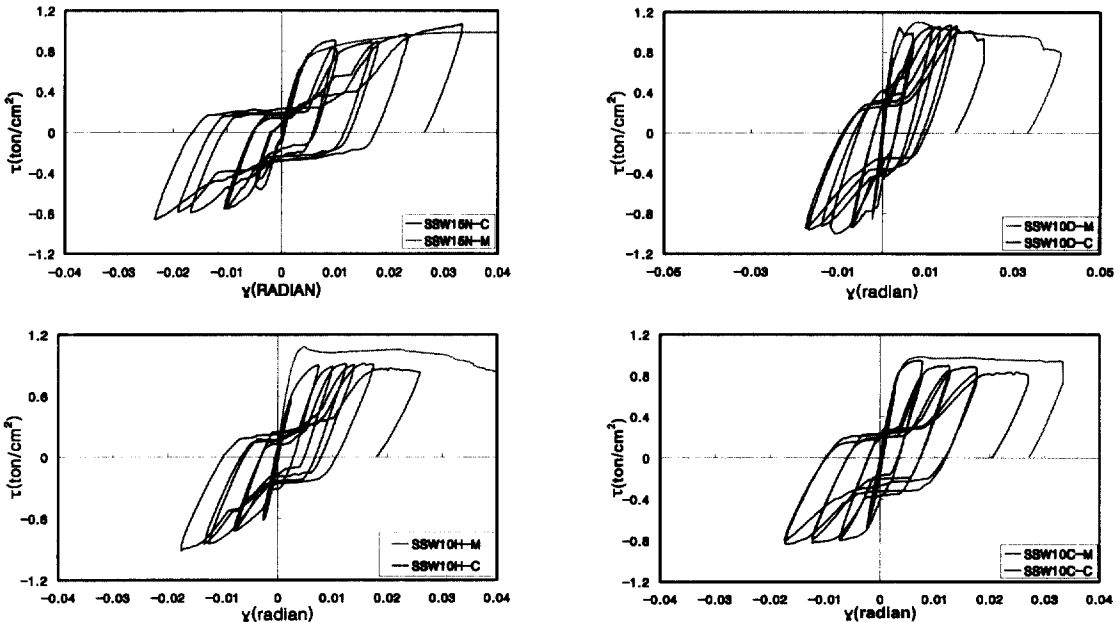 1.2
0.8
0.4
0
−0.4
−0.8
−1.2
τ(ton/cm²)
SSW15N−C
SSW15N−M
−0.04 −0.03 −0.02 −0.01 0 0.01 0.02 0.03 0.04
γ(RADIAN)
1.2
0.8
0.4
0
−0.4
−0.8
−1.2
τ(ton/cm²)
SSW10D−M
SSW10D−C
−0.05 −0.03 −0.01 0.01 0.03 0.05
γ(radian)
1.2
0.6
0
−0.6
−1.2
τ(ton/cm²)
SSW10H−M
SSW10H−C
−0.04 −0.03 −0.02 −0.01 0 0.01 0.02 0.03 0.04
γ(radian)
1.2
0.8
0.4
0
−0.4
−0.8
−1.2
τ(ton/cm²)
SSW10C−M
SSW10C−C
−0.04 −0.03 −0.02 −0.01 0 0.01 0.02 0.03 0.04
γ(radian)